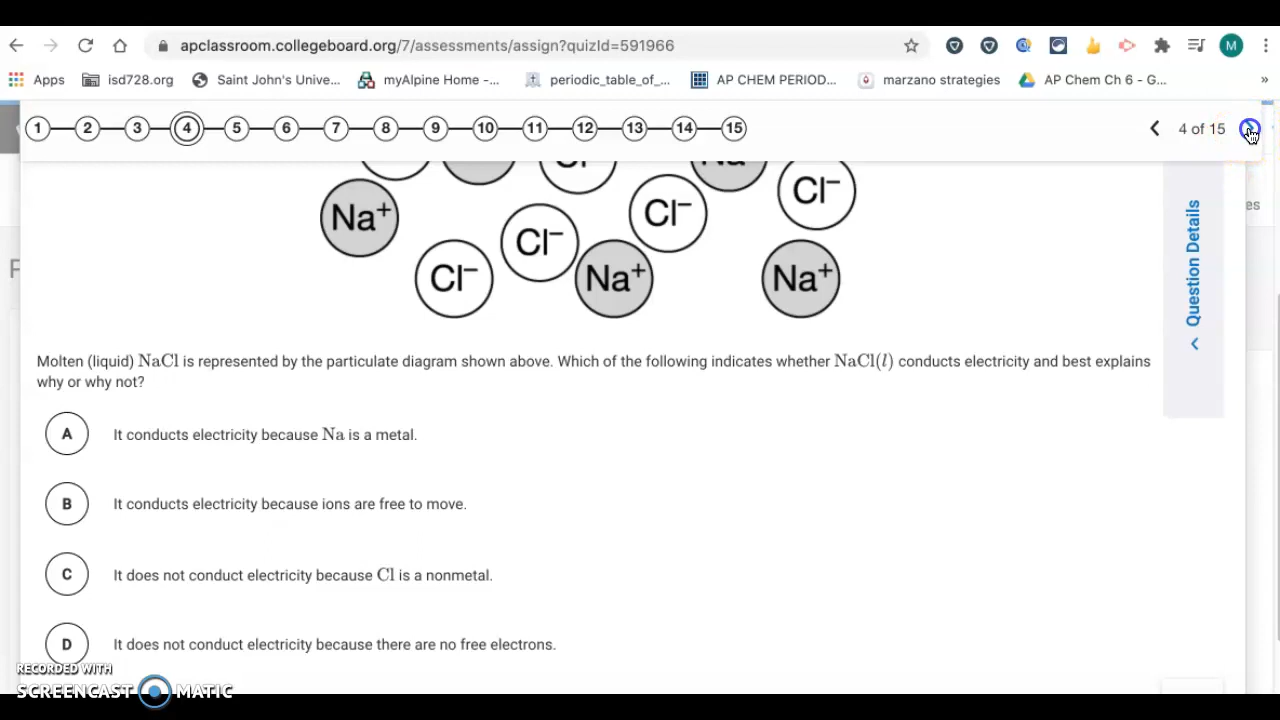 apclassroom.collegeboard.org/7/assessments/assign?quizId=591966
M
Apps isd728.org Saint John's Unive... myAlpine Home -... periodic_table_of_... AP CHEM PERIOD... marzano strategies AP Chem Ch 6 - G... »
1 2 3 4 5 6 7 8 9 10 11 12 13 14 15 4 of 15
Na⁺ Cl⁻ Cl⁻ Cl⁻
Cl⁻ Na⁺ Na⁺
es
Question Details
Molten (liquid) NaCl is represented by the particulate diagram shown above. Which of the following indicates whether NaCl(l) conducts electricity and best explains
why or why not?
A It conducts electricity because Na is a metal.
B It conducts electricity because ions are free to move.
C It does not conduct electricity because Cl is a nonmetal.
D It does not conduct electricity because there are no free electrons.
RECORDED WITH
SCREENCAST MATIC